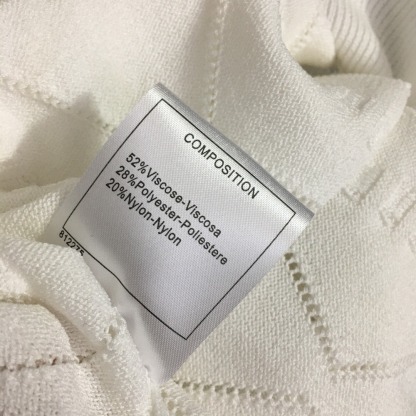 COMPOSITION
52%Viscose-Viscosa
28%Polyester-Poliestere
20%Nylon-Nylon